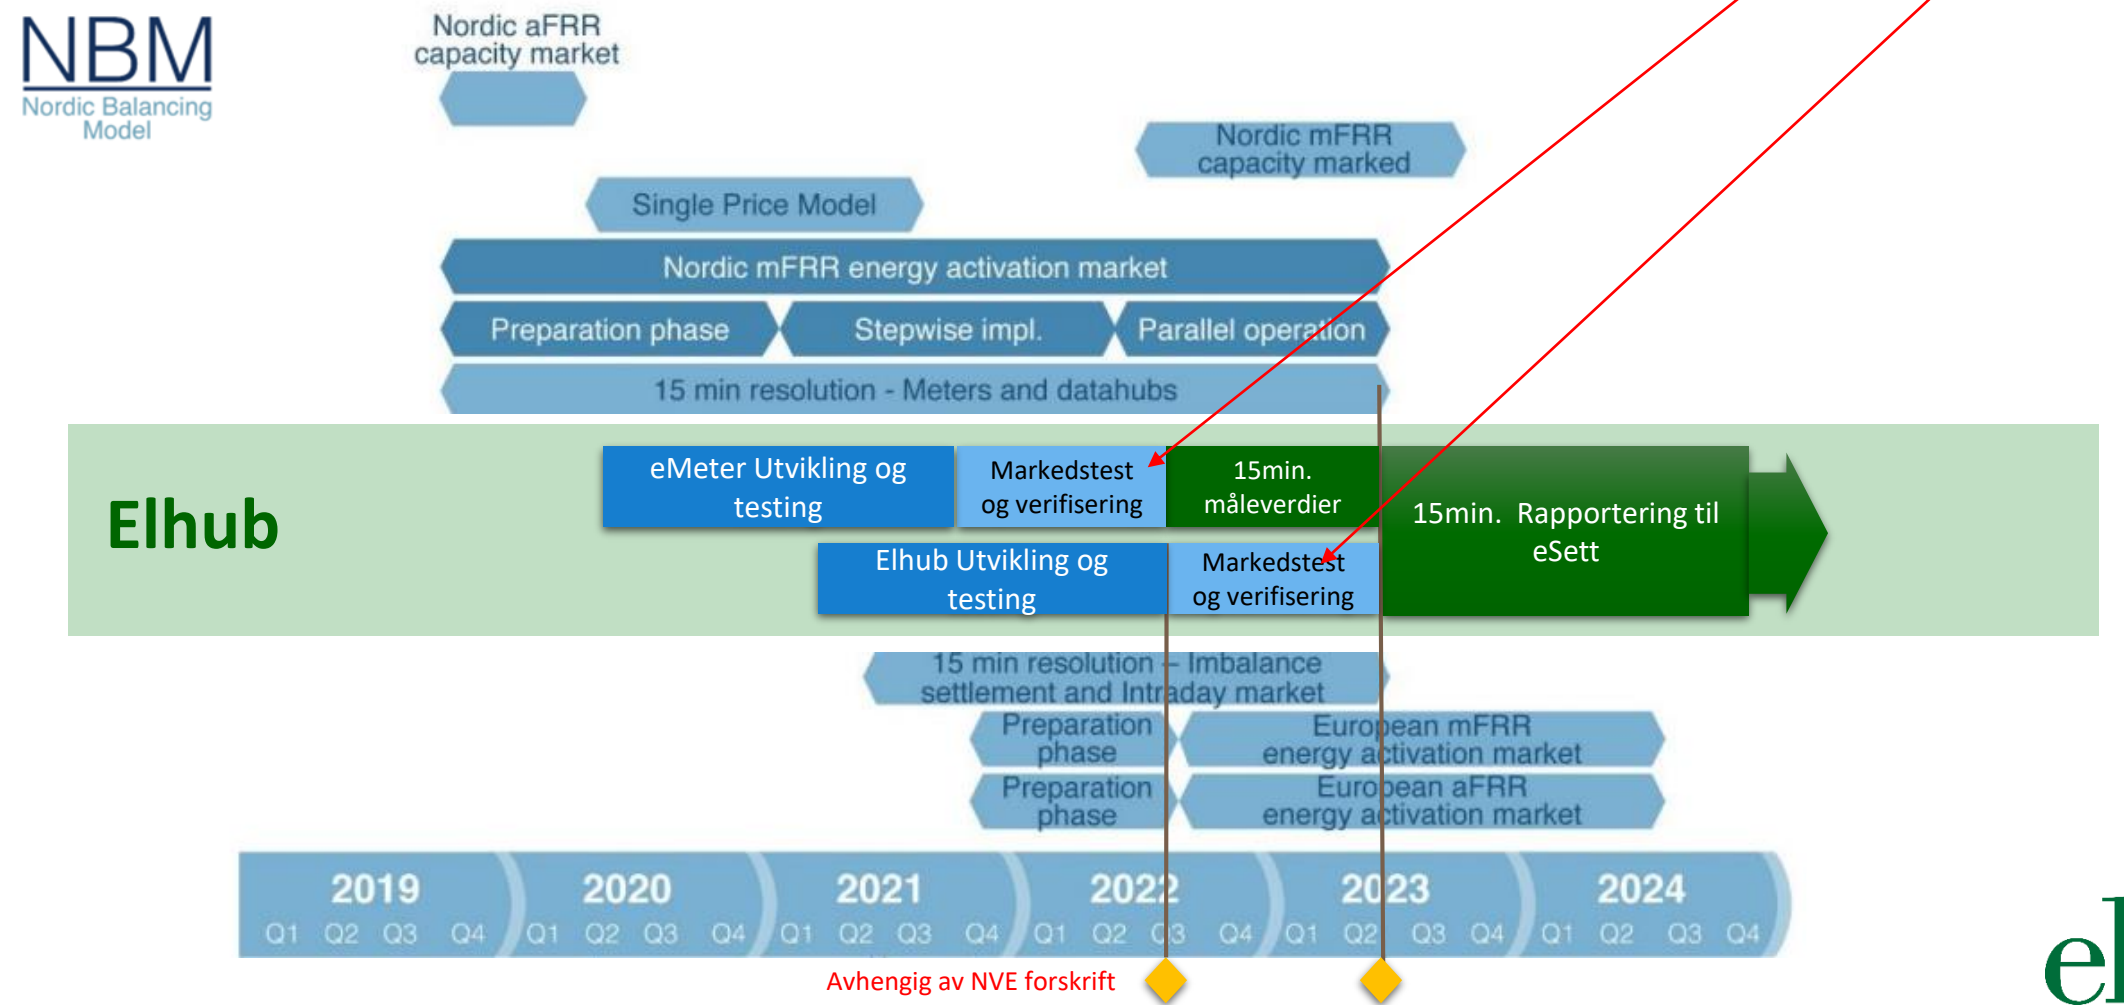 NBM
Nordic Balancing
Model
Nordic aFRR
capacity market
Nordic mFRR
capacity marked
Single Price Model
Nordic mFRR energy activation market
Preparation phase
Stepwise impl.
Parallel operation
15 min resolution - Meters and datahubs
Elhub
eMeter Utvikling og
testing
Markedstest
og verifisering
15min.
måleverdier
15min. Rapportering til
eSett
Elhub Utvikling og
testing
Markedstest
og verifisering
15 min resolution – Imbalance
settlement and Intraday market
Preparation
phase
European mFRR
energy activation market
Preparation
phase
European aFRR
energy activation market
2019
2020
2021
2022
2023
2024
Q1 Q2 Q3 Q4 Q1 Q2 Q3 Q4 Q1 Q2 Q3 Q4 Q1 Q2 Q3 Q4 Q1 Q2 Q3 Q4 Q1 Q2 Q3 Q4
Avhengig av NVE forskrift